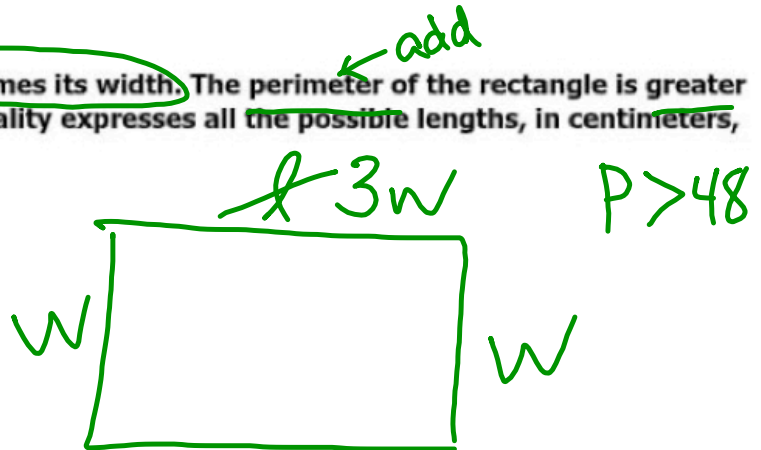 add
mes its width. The perimeter of the rectangle is greater
ality expresses all the possible lengths, in centimeters,
ℓ 3w P>48
W W